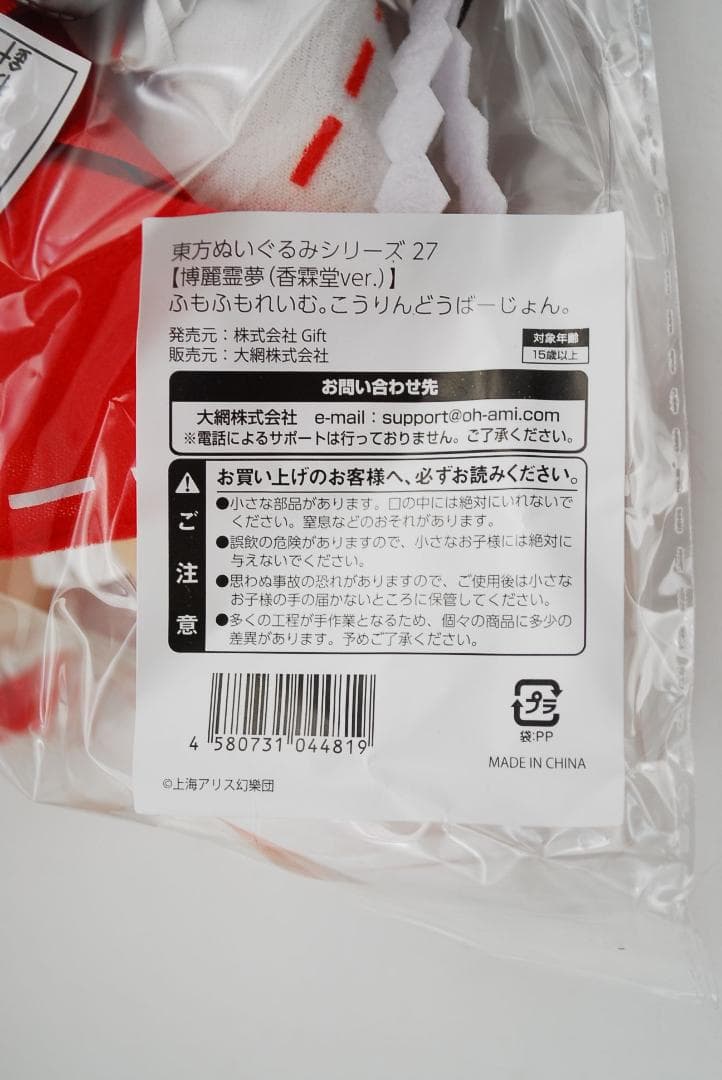 東方ぬいぐるみシリーズ 27
【博麗霊夢(香霖堂ver.)】
ふもふもれいむ。こうりんどうばーじょん。
発売元：株式会社 Gift
販売元：大網株式会社
対象年齢
15歳以上
お問い合わせ先
大網株式会社 e-mail：support@oh-ami.com
※電話によるサポートは行っておりません。ご了承ください。
ご注意
お買い上げのお客様へ、必ずお読みください。
●小さな部品があります。口の中には絶対にいれないで
ください。窒息などのおそれがあります。
●誤飲の危険がありますので、小さなお子様には絶対に
与えないでください。
●思わぬ事故の恐れがありますので、ご使用後は小さな
お子様の手の届かないところに保管してください。
●多くの工程が手作業となるため、個々の商品に多少の
差異があります。予めご了承ください。
4 580731 044819
プラ
袋:PP
MADE IN CHINA
©上海アリス幻樂団